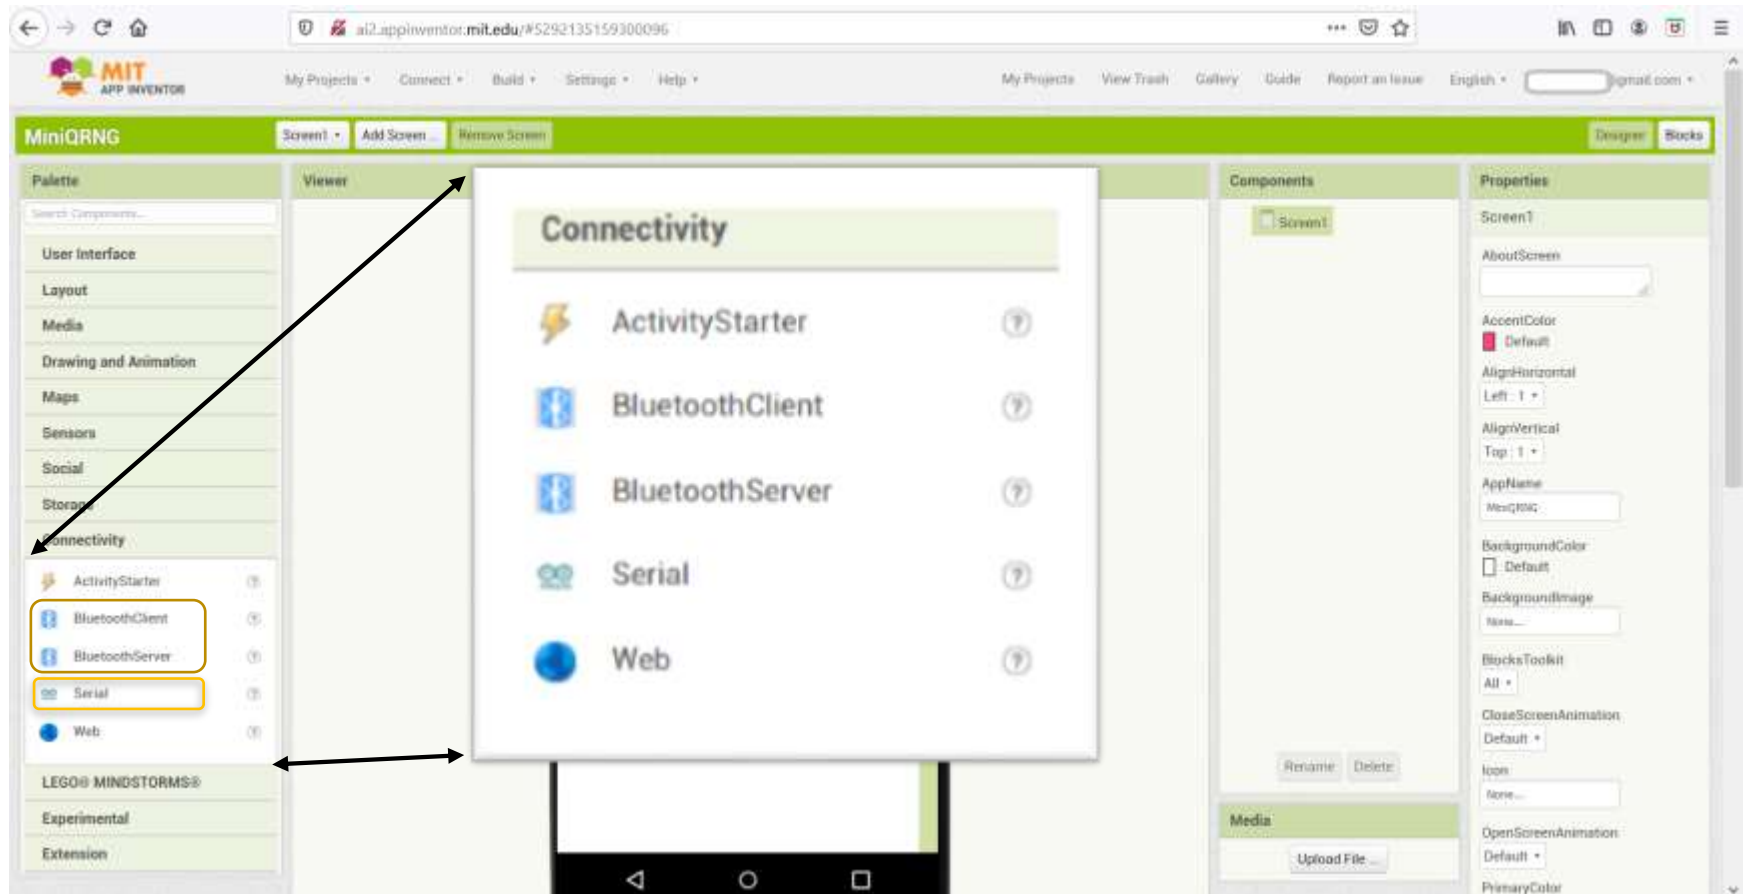 ai2.appinventor.mit.edu/#5292135159300096
MIT
APP INVENTOR
My Projects Connect Build Settings Help My Projects View Trash Gallery Guide Report an Issue English @gmail.com
MiniQRNG Screen1 Add Screen ... Remove Screen Designer Blocks
Palette
Search Components...
User Interface
Layout
Media
Drawing and Animation
Maps
Sensors
Social
Storage
Connectivity
ActivityStarter
BluetoothClient
BluetoothServer
Serial
Web
LEGO® MINDSTORMS®
Experimental
Extension
Viewer
Connectivity
ActivityStarter
BluetoothClient
BluetoothServer
Serial
Web
Components
Screen1
Rename Delete
Media
Upload File ...
Properties
Screen1
AboutScreen
AccentColor
Default
AlignHorizontal
Left : 1
AlignVertical
Top : 1
AppName
MexQRNG
BackgroundColor
Default
BackgroundImage
None...
BlocksToolkit
All
CloseScreenAnimation
Default
Icon
None...
OpenScreenAnimation
Default
PrimaryColor